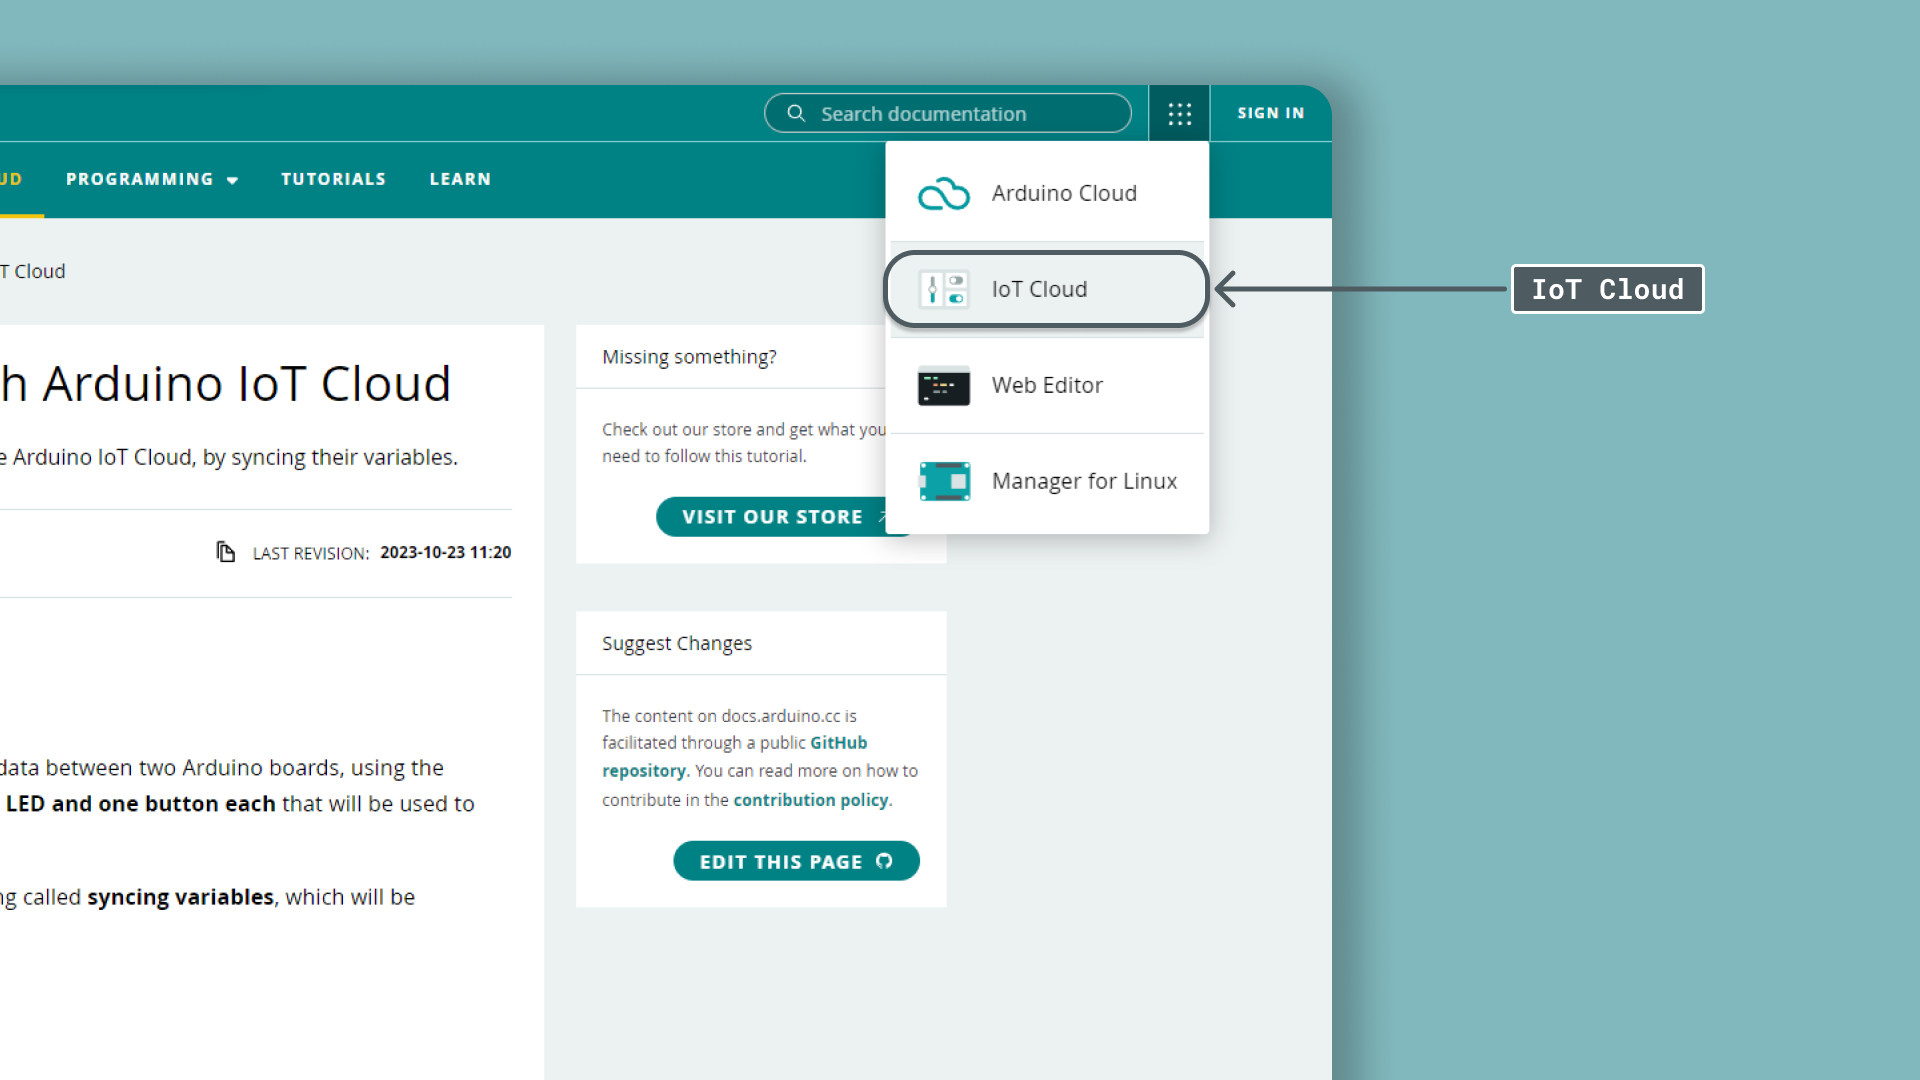 Search documentation
SIGN IN
UD
PROGRAMMING
TUTORIALS
LEARN
Arduino Cloud
IoT Cloud
Web Editor
Manager for Linux
IoT Cloud
T Cloud
h Arduino IoT Cloud
e Arduino IoT Cloud, by syncing their variables.
LAST REVISION: 2023-10-23 11:20
data between two Arduino boards, using the
LED and one button each that will be used to
ng called syncing variables, which will be
Missing something?
Check out our store and get what you
need to follow this tutorial.
VISIT OUR STORE
Suggest Changes
The content on docs.arduino.cc is
facilitated through a public GitHub
repository. You can read more on how to
contribute in the contribution policy.
EDIT THIS PAGE